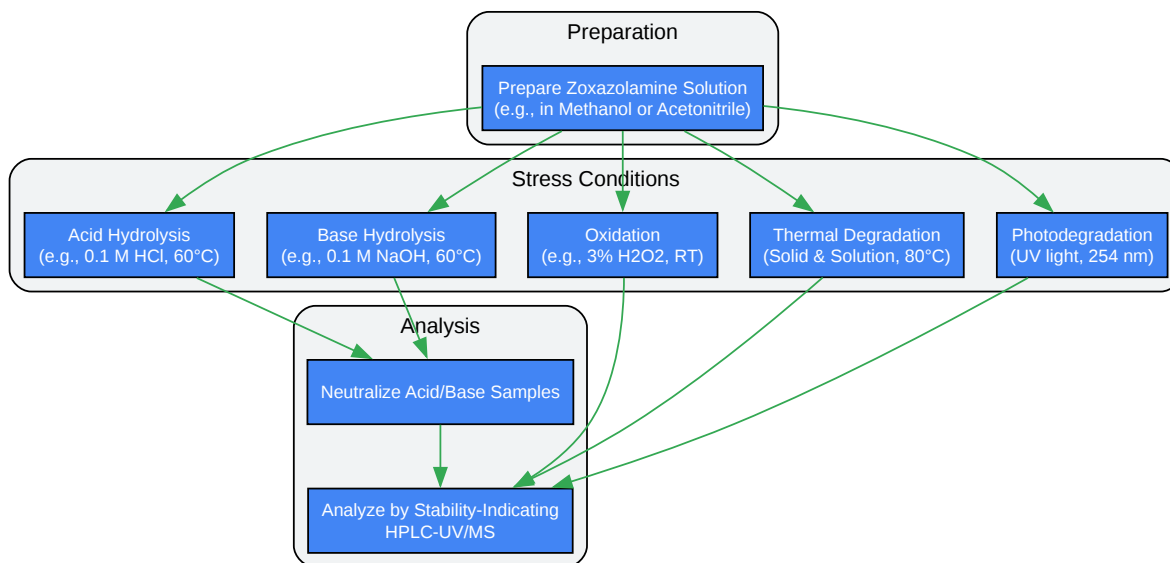 Preparation
Prepare Zoxazolamine Solution
(e.g., in Methanol or Acetonitrile)
Stress Conditions
Acid Hydrolysis
(e.g., 0.1 M HCl, 60°C)
Base Hydrolysis
(e.g., 0.1 M NaOH, 60°C)
Oxidation
(e.g., 3% H2O2, RT)
Thermal Degradation
(Solid & Solution, 80°C)
Photodegradation
(UV light, 254 nm)
Analysis
Neutralize Acid/Base Samples
Analyze by Stability-Indicating
HPLC-UV/MS